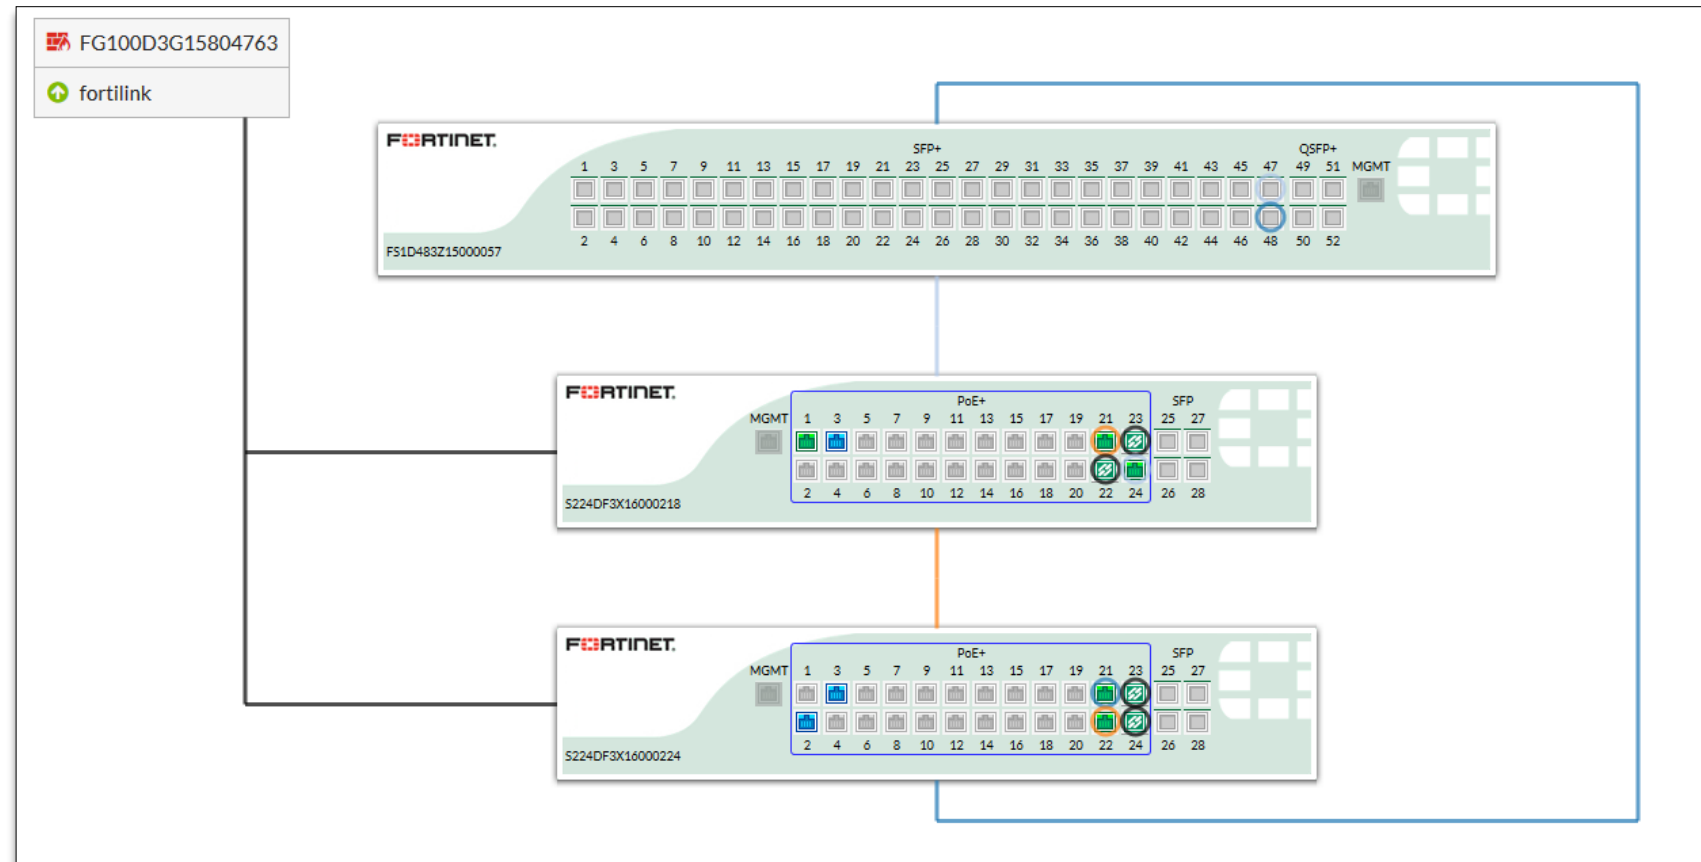 FG100D3G15804763
fortilink
FORTINET.
SFP+ QSFP+
1 3 5 7 9 11 13 15 17 19 21 23 25 27 29 31 33 35 37 39 41 43 45 47 49 51 MGMT
2 4 6 8 10 12 14 16 18 20 22 24 26 28 30 32 34 36 38 40 42 44 46 48 50 52
FS1D483Z15000057
FORTINET.
PoE+ SFP
MGMT 1 3 5 7 9 11 13 15 17 19 21 23 25 27
2 4 6 8 10 12 14 16 18 20 22 24 26 28
S224DF3X16000218
FORTINET.
PoE+ SFP
MGMT 1 3 5 7 9 11 13 15 17 19 21 23 25 27
2 4 6 8 10 12 14 16 18 20 22 24 26 28
S224DF3X16000224